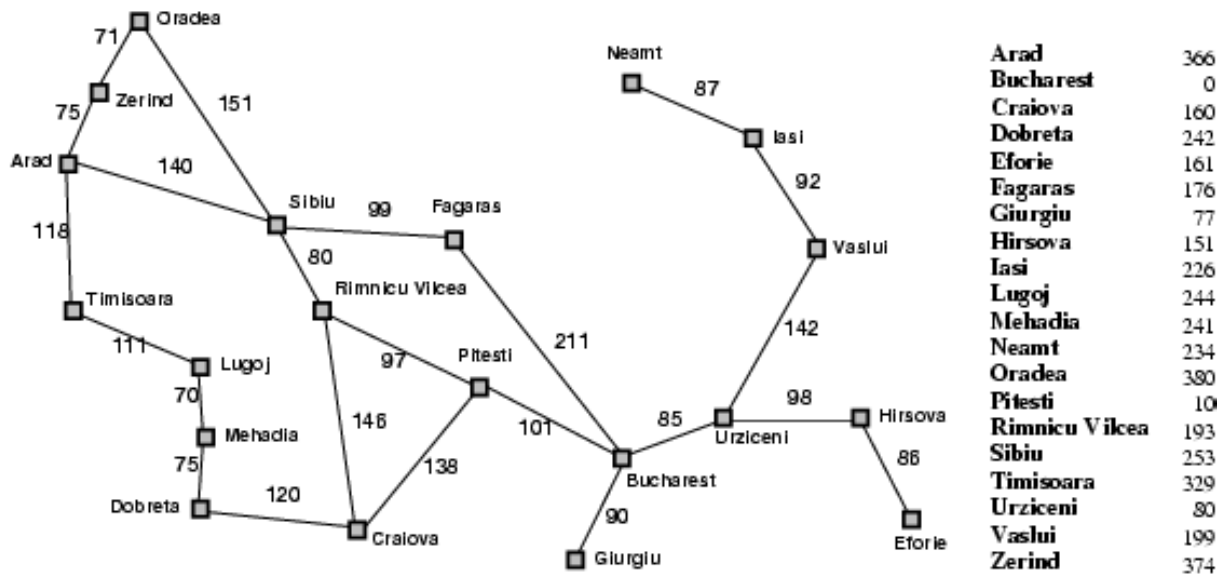 Oradea
71
Neamt
87
Zerind
151
75
Iasi
Arad
140
92
Sibiu
99
Fagaras
118
80
Vaslui
Timisoara
Rimnicu Vilcea
142
111
Lugoj
97
Pitesti
211
70
98
Hirsova
146
85
101
Urziceni
Mehadia
86
75
138
Bucharest
120
Dobreta
90
Craiova
Eforie
Giurgiu
Arad 366
Bucharest 0
Craiova 160
Dobreta 242
Eforie 161
Fagaras 176
Giurgiu 77
Hirsova 151
Iasi 226
Lugoj 244
Mehadia 241
Neamt 234
Oradea 380
Pitesti 10
Rimnicu Vilcea 193
Sibiu 253
Timisoara 329
Urziceni 80
Vaslui 199
Zerind 374